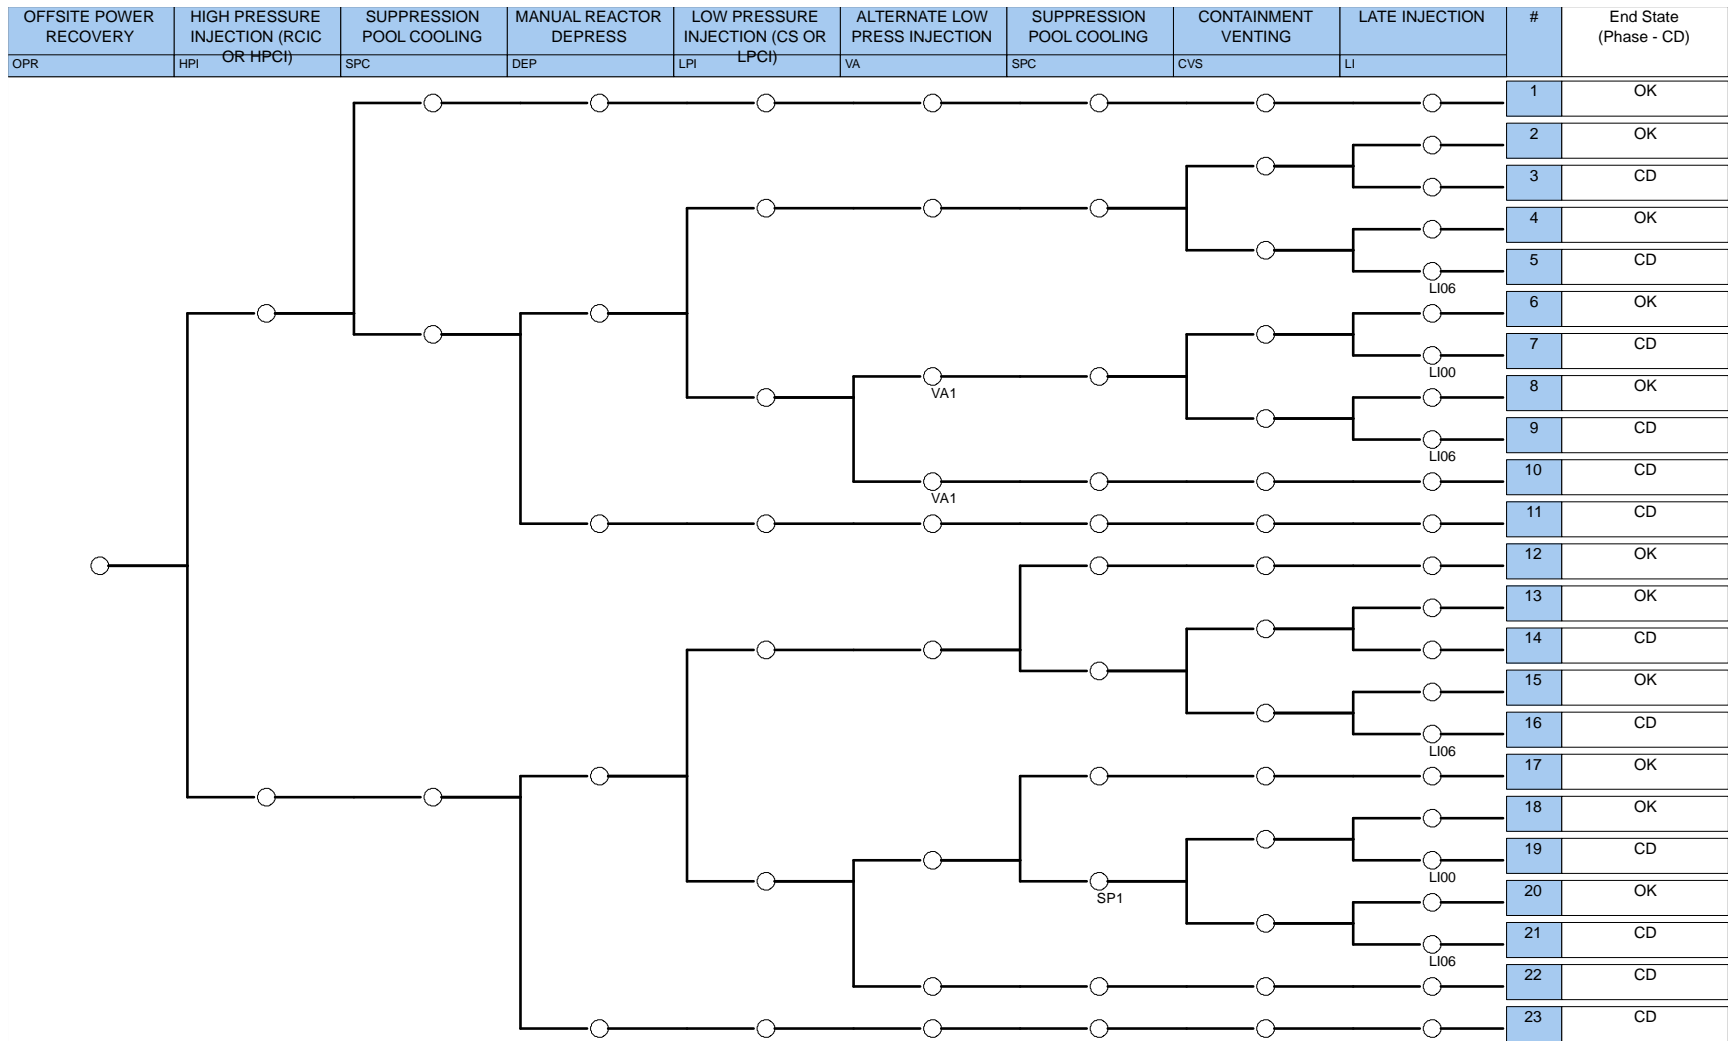 OFFSITE POWER
RECOVERY
HIGH PRESSURE
INJECTION (RCIC
OR HPCI)
SUPPRESSION
POOL COOLING
MANUAL REACTOR
DEPRESS
LOW PRESSURE
INJECTION (CS OR
LPCI)
ALTERNATE LOW
PRESS INJECTION
SUPPRESSION
POOL COOLING
CONTAINMENT
VENTING
LATE INJECTION
#
End State
(Phase - CD)
OPR
HPI
SPC
DEP
LPI
VA
SPC
CVS
LI
1 OK
2 OK
3 CD
4 OK
5 CD
LI06
6 OK
7 CD
LI00
8 OK
VA1
9 CD
LI06
10 CD
VA1
11 CD
12 OK
13 OK
14 CD
15 OK
16 CD
LI06
17 OK
18 OK
19 CD
LI00
20 OK
SP1
21 CD
LI06
22 CD
23 CD